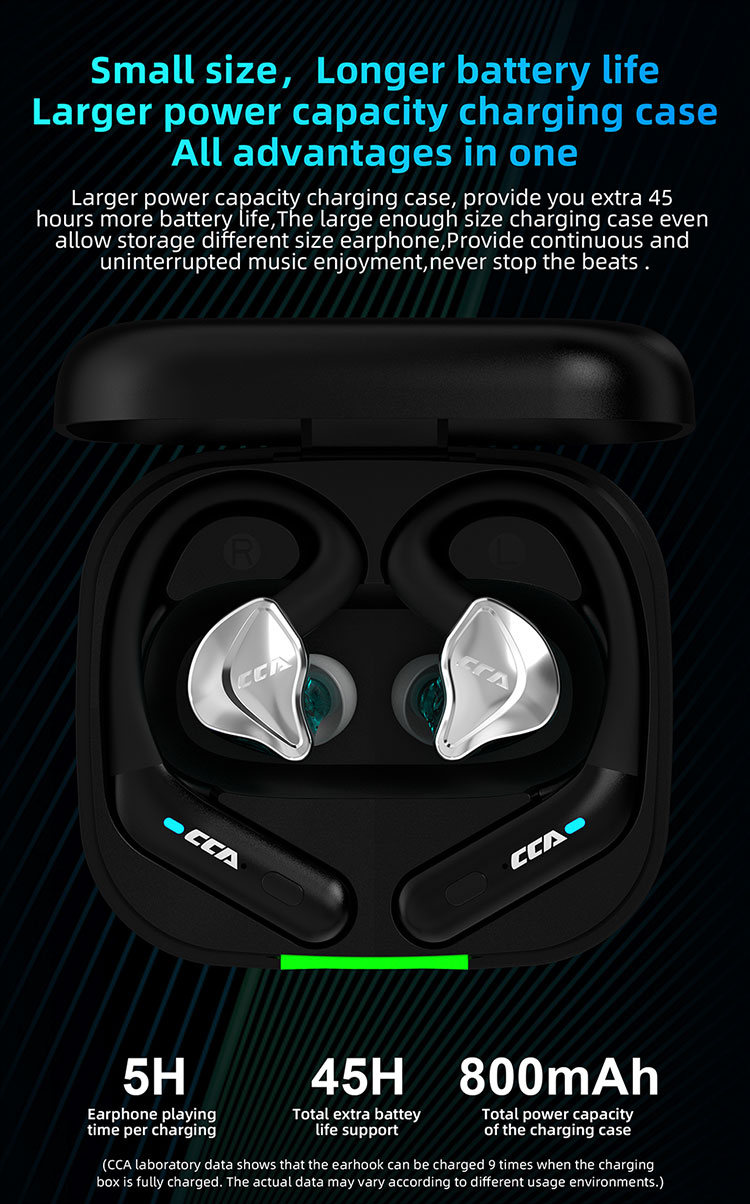 Small size，Longer battery life
Larger power capacity charging case
All advantages in one
Larger power capacity charging case, provide you extra 45
hours more battery life,The large enough size charging case even
allow storage different size earphone,Provide continuous and
uninterrupted music enjoyment,never stop the beats .
R
L
CCA
CCA
CCA
CCA
5H
45H
800mAh
Earphone playing
time per charging
Total extra battey
life support
Total power capacity
of the charging case
(CCA laboratory data shows that the earhook can be charged 9 times when the charging
box is fully charged. The actual data may vary according to different usage environments.)